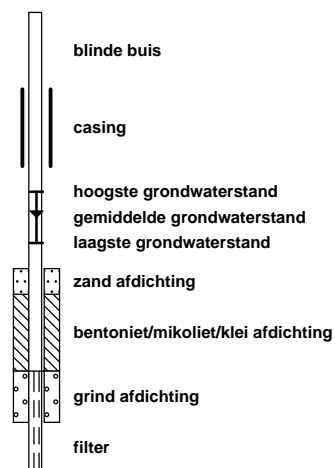 blinde buis
casing
hoogste grondwaterstand
gemiddelde grondwaterstand
laagste grondwaterstand
zand afdichting
bentoniet/mikoliet/klei afdichting
grind afdichting
filter